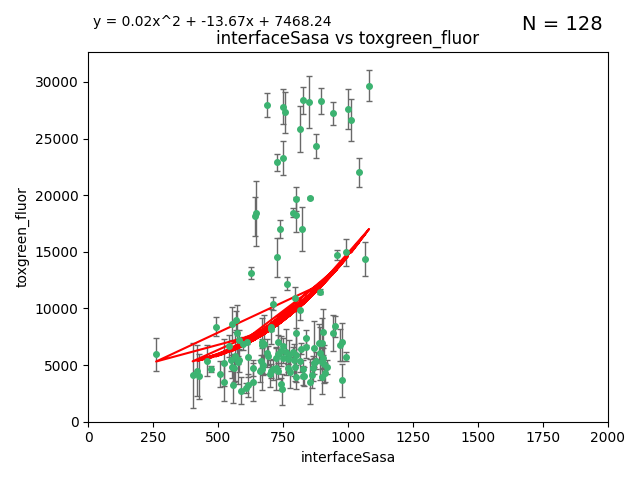 y = 0.02x^2 + -13.67x + 7468.24
N = 128
interfaceSasa vs toxgreen_fluor
toxgreen_fluor
30000
25000
20000
15000
10000
5000
0
0 250 500 750 1000 1250 1500 1750 2000
interfaceSasa